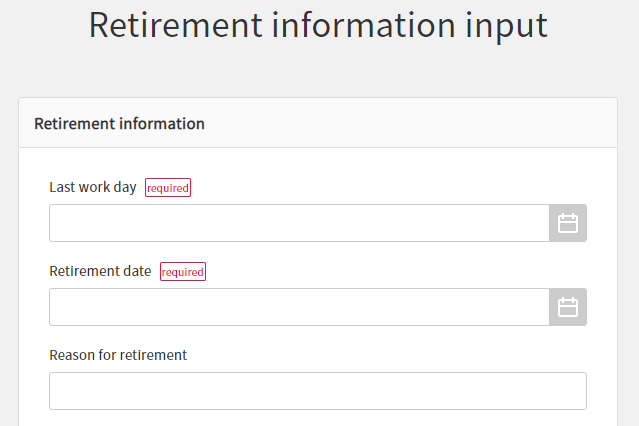 Retirement information input
Retirement information
Last work day required
Retirement date required
Reason for retirement